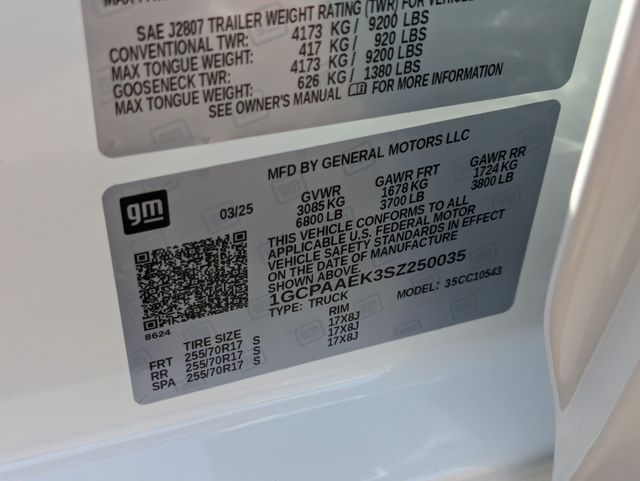 SAE J2807 TRAILER WEIGHT RATING (TWR) FOR VEHICLE
CONVENTIONAL TWR: 4173 KG / 9200 LBS
MAX TONGUE WEIGHT: 417 KG / 920 LBS
GOOSENECK TWR: 4173 KG / 9200 LBS
MAX TONGUE WEIGHT: 626 KG / 1380 LBS
SEE OWNER'S MANUAL FOR MORE INFORMATION
MFD BY GENERAL MOTORS LLC
gm 03/25
GVWR GAWR FRT GAWR RR
3085 KG 1678 KG 1724 KG
6800 LB 3700 LB 3800 LB
THIS VEHICLE CONFORMS TO ALL
APPLICABLE U.S. FEDERAL MOTOR
VEHICLE SAFETY STANDARDS IN EFFECT
ON THE DATE OF MANUFACTURE
SHOWN ABOVE.
1GCPAAEK3SZ250035
TYPE: TRUCK MODEL: 35CC10543
8624
TIRE SIZE RIM
FRT 255/70R17 S 17X8J
RR 255/70R17 S 17X8J
SPA 255/70R17 S 17X8J